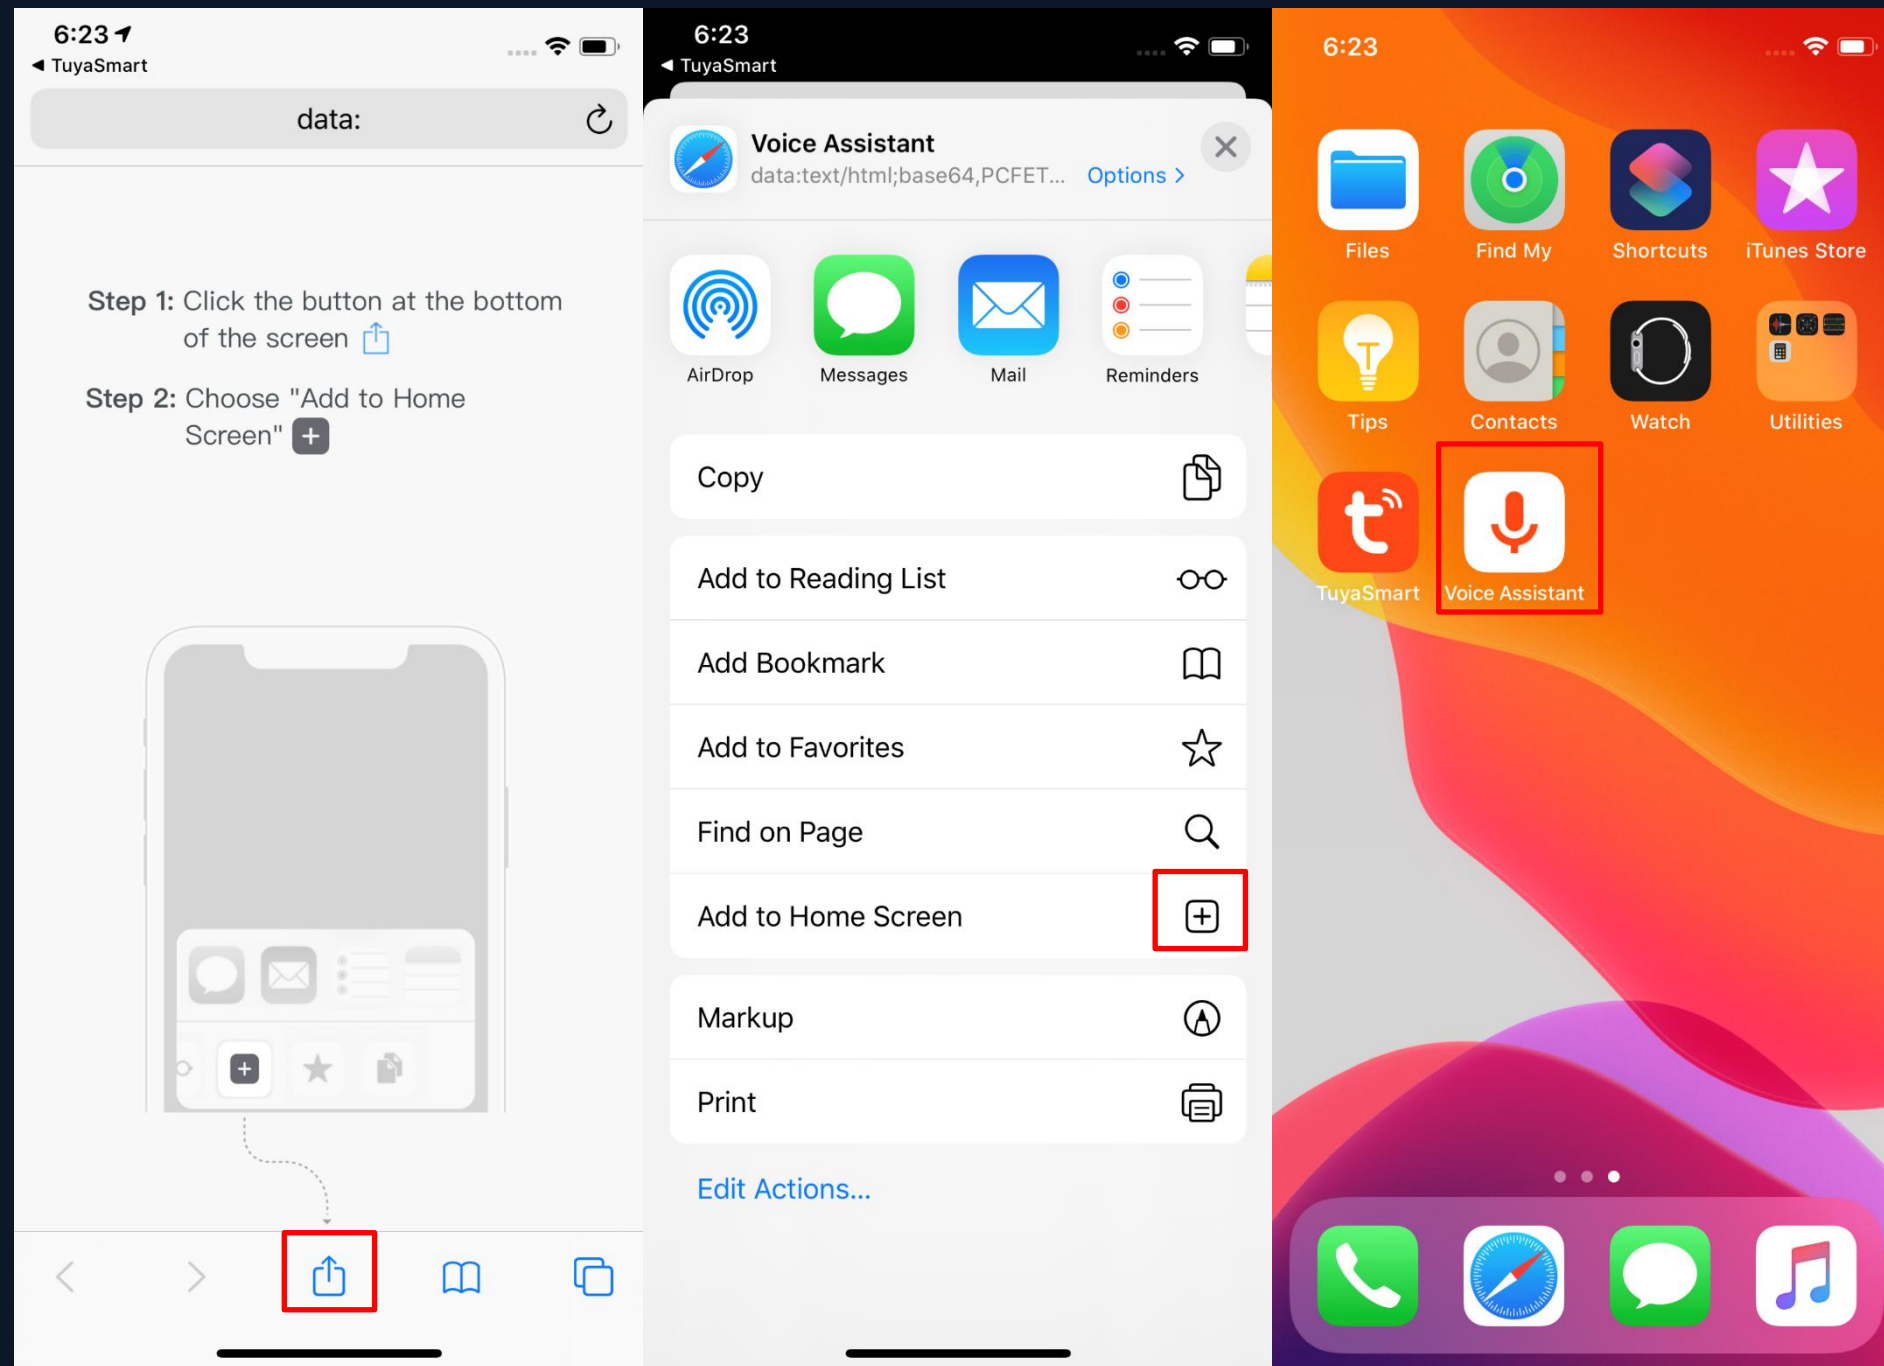 6:23
◀ TuyaSmart
data:
Step 1: Click the button at the bottom
of the screen
Step 2: Choose "Add to Home
Screen"
6:23
◀ TuyaSmart
Voice Assistant
data:text/html;base64,PCFET... Options >
AirDrop
Messages
Mail
Reminders
Copy
Add to Reading List
Add Bookmark
Add to Favorites
Find on Page
Add to Home Screen
Markup
Print
Edit Actions...
6:23
Files
Find My
Shortcuts
iTunes Store
Tips
Contacts
Watch
Utilities
TuyaSmart
Voice Assistant